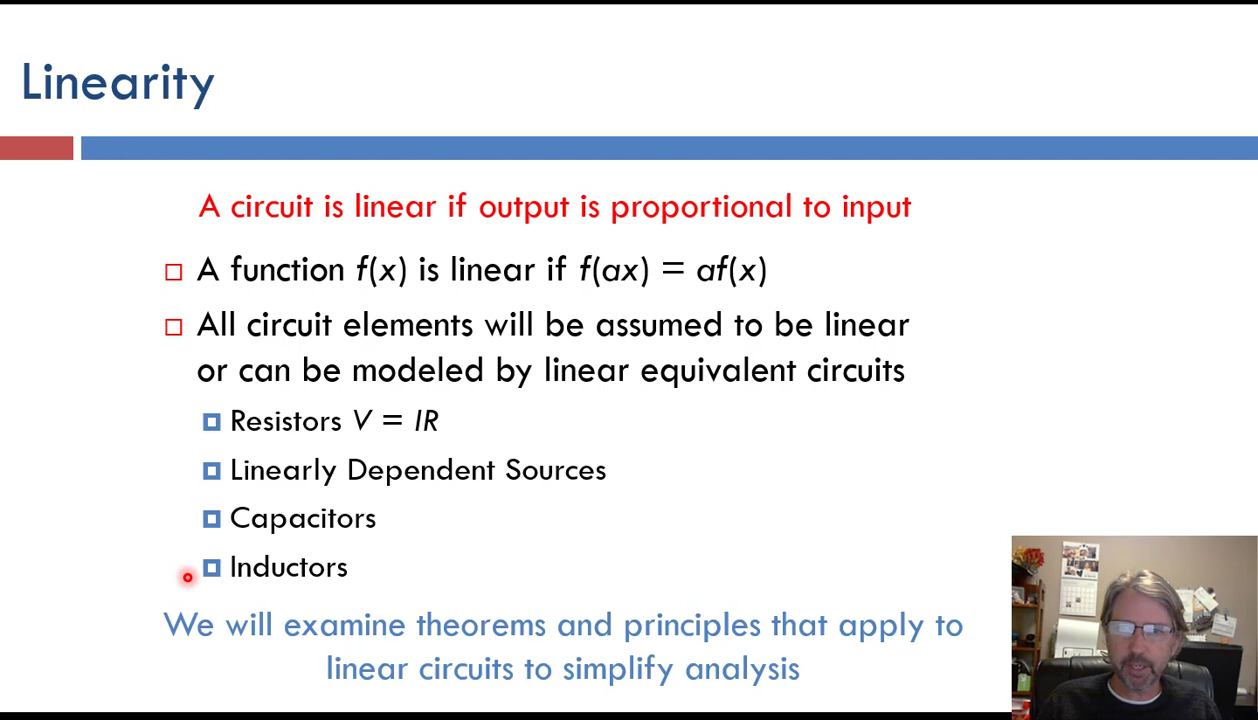 Linearity
A circuit is linear if output is proportional to input
A function f(x) is linear if f(ax) = af(x)
All circuit elements will be assumed to be linear
or can be modeled by linear equivalent circuits
Resistors V = IR
Linearly Dependent Sources
Capacitors
Inductors
We will examine theorems and principles that apply to
linear circuits to simplify analysis